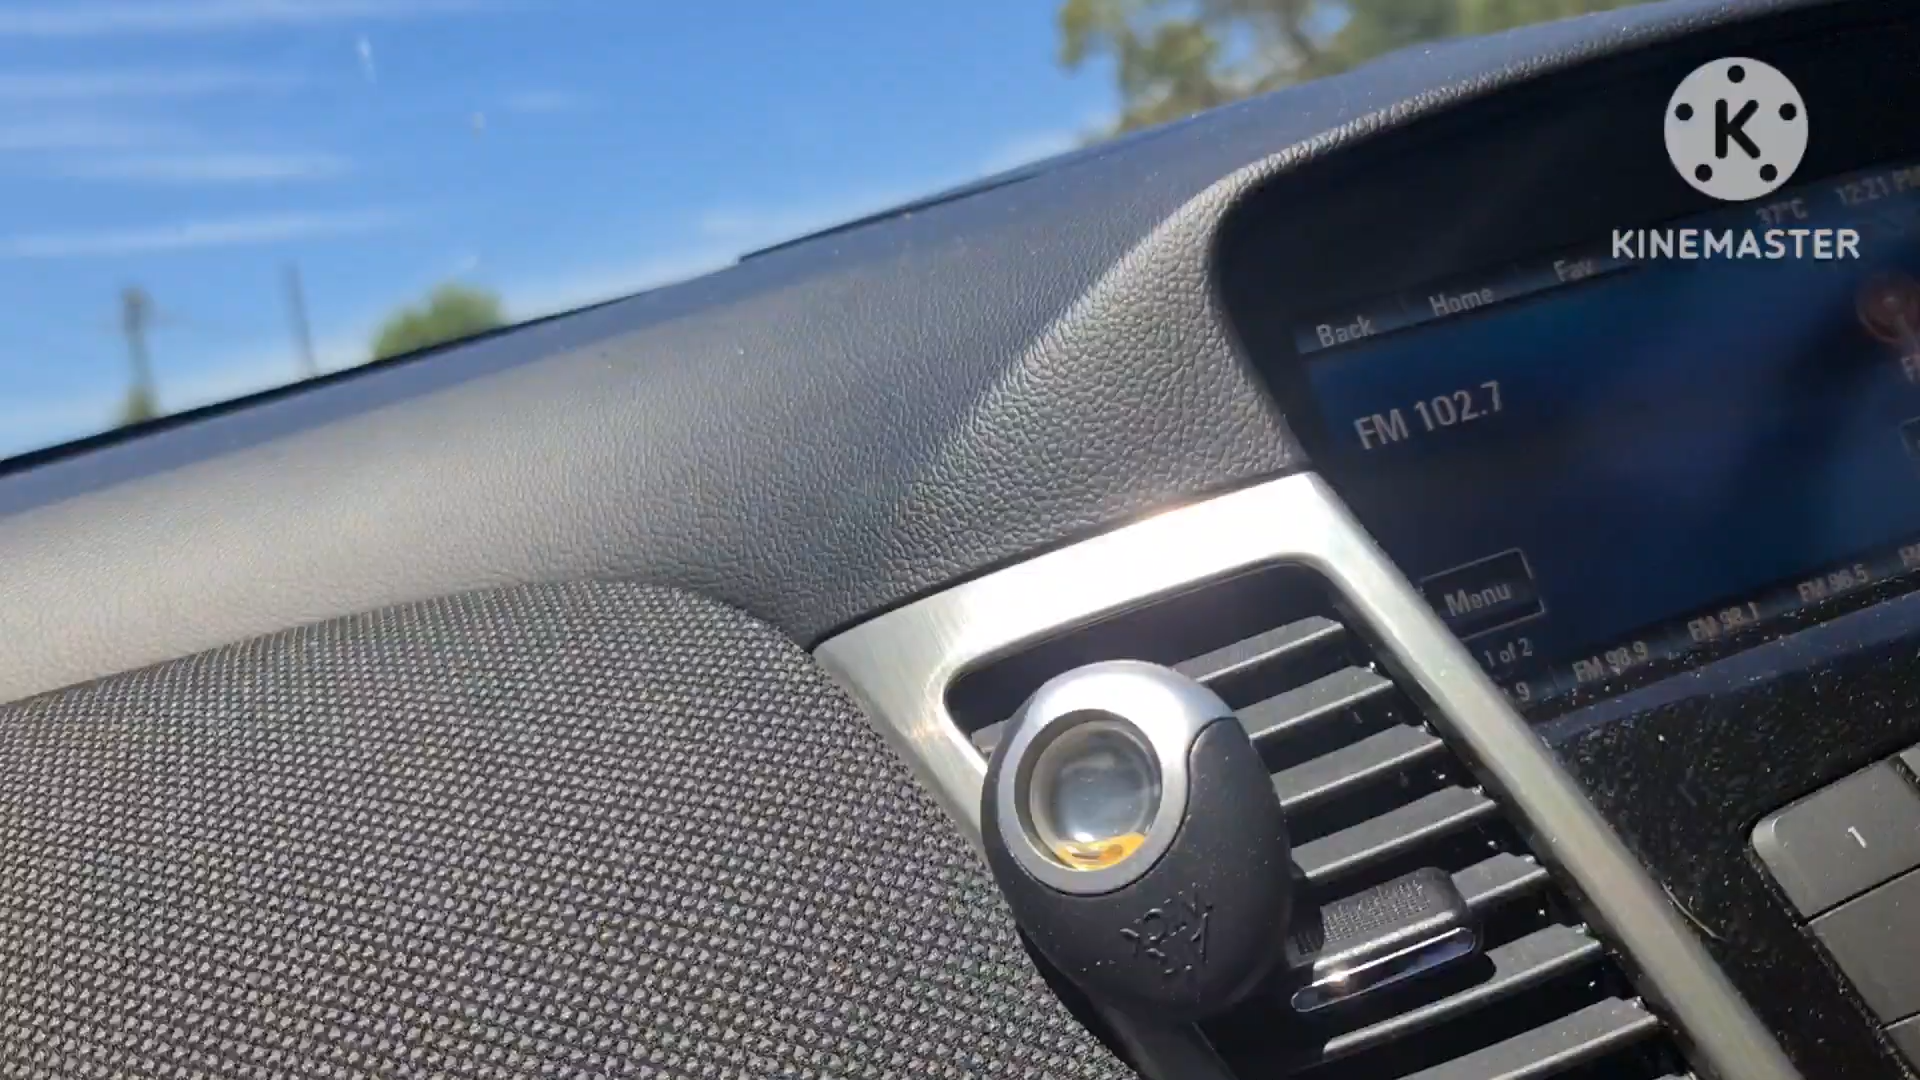 K
KINEMASTER
37°C 12:21 PM
Back Home Fav
FM 102.7
Menu
1 of 2
FM 98.9 FM 98.1 FM 96.5
1